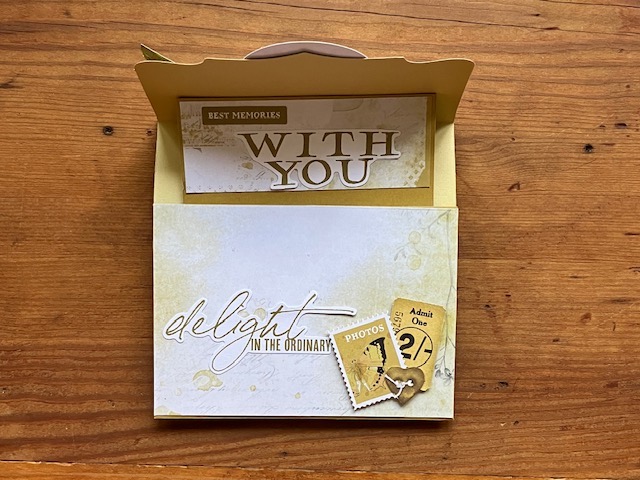 BEST MEMORIES
WITH
YOU
delight
IN THE ORDINARY
PHOTOS
Admit
One
2/-